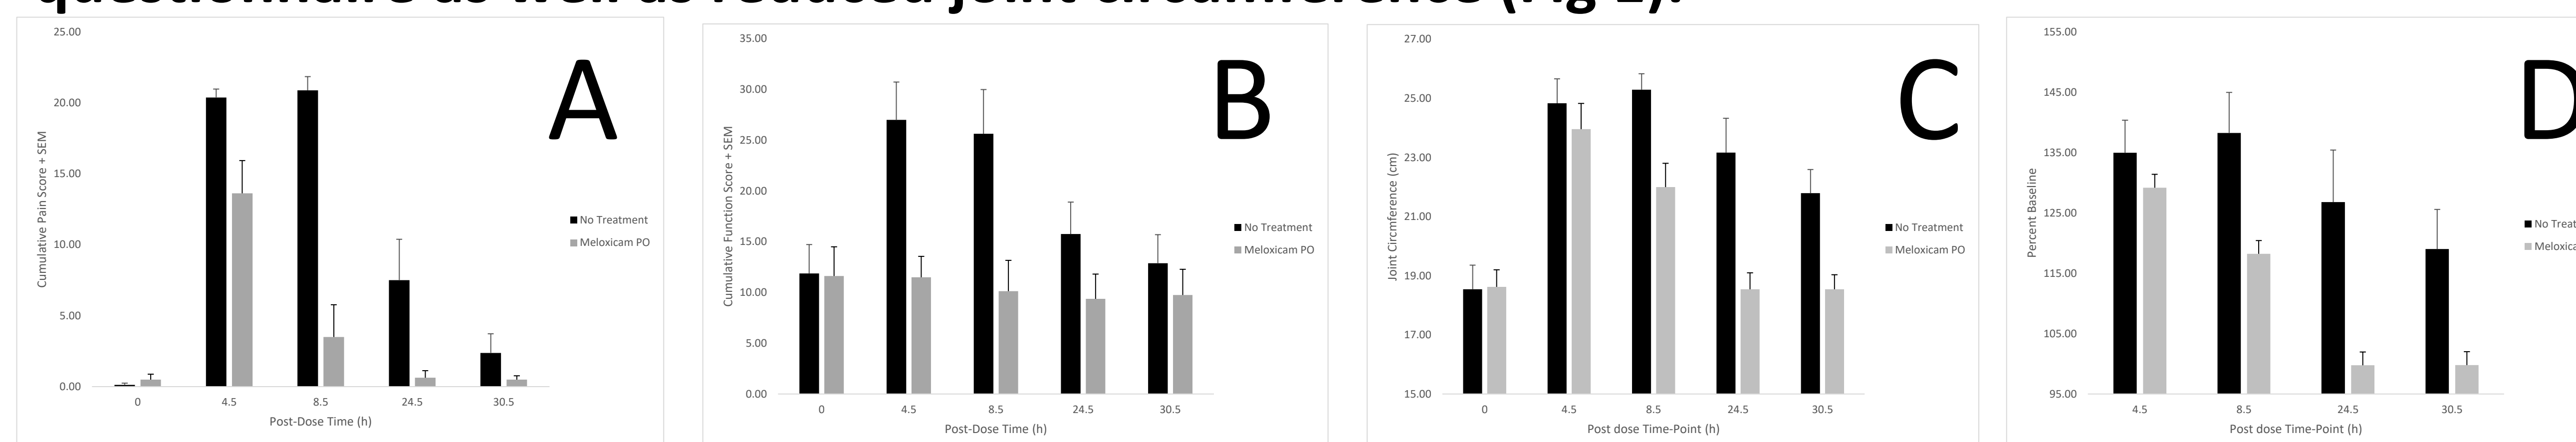 questionnaire as well as reduced joint circumference (Fig 1).
A
25.00
20.00
15.00
10.00
5.00
0.00
Cumulative Pain Score + SEM
0 4.5 8.5 24.5 30.5
Post-Dose Time (h)
No Treatment
Meloxicam PO
B
35.00
30.00
25.00
20.00
15.00
10.00
5.00
0.00
Cumulative Function Score + SEM
0 4.5 8.5 24.5 30.5
Post-Dose Time (h)
No Treatment
Meloxicam PO
C
27.00
25.00
23.00
21.00
19.00
17.00
15.00
Joint Circmference (cm)
0 4.5 8.5 24.5 30.5
Post dose Time-Point (h)
No Treatment
Meloxicam PO
D
155.00
145.00
135.00
125.00
115.00
105.00
95.00
Percent Baseline
4.5 8.5 24.5 30.5
Post dose Time-Point (h)
No Treat
Meloxica